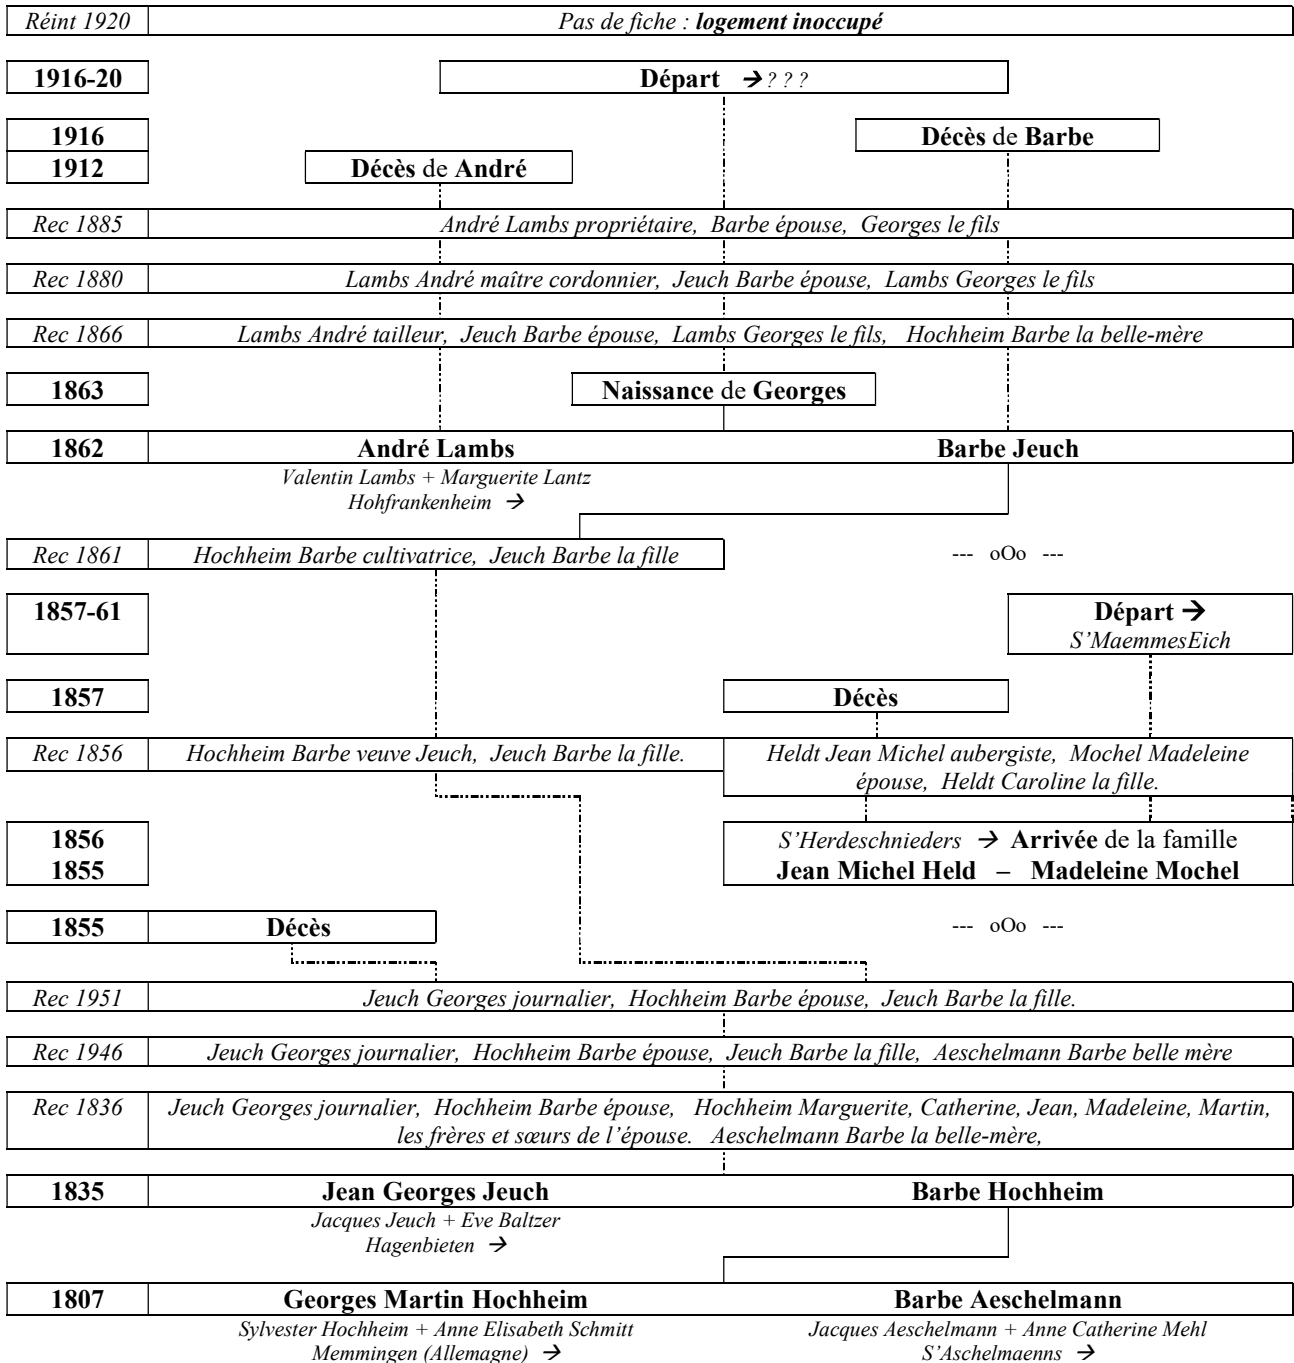 Réint 1920 Pas de fiche : logement inoccupé
1916-20 Départ → ? ? ?
1916 Décès de Barbe
1912 Décès de André
Rec 1885 André Lambs propriétaire, Barbe épouse, Georges le fils
Rec 1880 Lambs André maître cordonnier, Jeuch Barbe épouse, Lambs Georges le fils
Rec 1866 Lambs André tailleur, Jeuch Barbe épouse, Lambs Georges le fils, Hochheim Barbe la belle-mère
1863 Naissance de Georges
1862 André Lambs Barbe Jeuch
Valentin Lambs + Marguerite Lantz
Hohfrankenheim →
Rec 1861 Hochheim Barbe cultivatrice, Jeuch Barbe la fille --- oOo ---
1857-61 Départ →
S'MaemmesEich
1857 Décès
Rec 1856 Hochheim Barbe veuve Jeuch, Jeuch Barbe la fille. Heldt Jean Michel aubergiste, Mochel Madeleine
épouse, Heldt Caroline la fille.
1856 S'Herdeschnieders → Arrivée de la famille
1855 Jean Michel Held – Madeleine Mochel
1855 Décès --- oOo ---
Rec 1951 Jeuch Georges journalier, Hochheim Barbe épouse, Jeuch Barbe la fille.
Rec 1946 Jeuch Georges journalier, Hochheim Barbe épouse, Jeuch Barbe la fille, Aeschelmann Barbe belle mère
Rec 1836 Jeuch Georges journalier, Hochheim Barbe épouse, Hochheim Marguerite, Catherine, Jean, Madeleine, Martin,
les frères et sœurs de l'épouse. Aeschelmann Barbe la belle-mère,
1835 Jean Georges Jeuch Barbe Hochheim
Jacques Jeuch + Eve Baltzer
Hagenbieten →
1807 Georges Martin Hochheim Barbe Aeschelmann
Sylvester Hochheim + Anne Elisabeth Schmitt Jacques Aeschelmann + Anne Catherine Mehl
Memmingen (Allemagne) → S'Aschelmaenns →